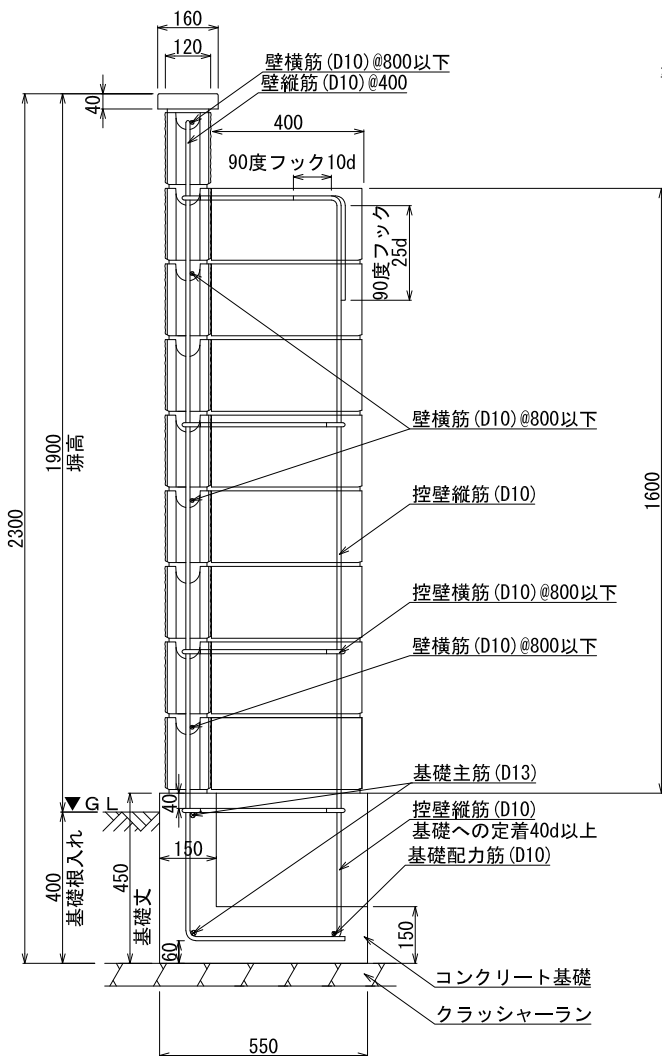 160
120
壁横筋(D10)@800以下
壁縦筋(D10)@400
40
400
90度フック10d
90度フック
25d
壁横筋(D10)@800以下
1900
塀高
2300
1600
控壁縦筋(D10)
控壁横筋(D10)@800以下
壁横筋(D10)@800以下
基礎主筋(D13)
▼GL
40
控壁縦筋(D10)
基礎への定着40d以上
基礎配力筋(D10)
150
400
基礎根入れ
450
基礎丈
60
150
コンクリート基礎
クラッシャーラン
550